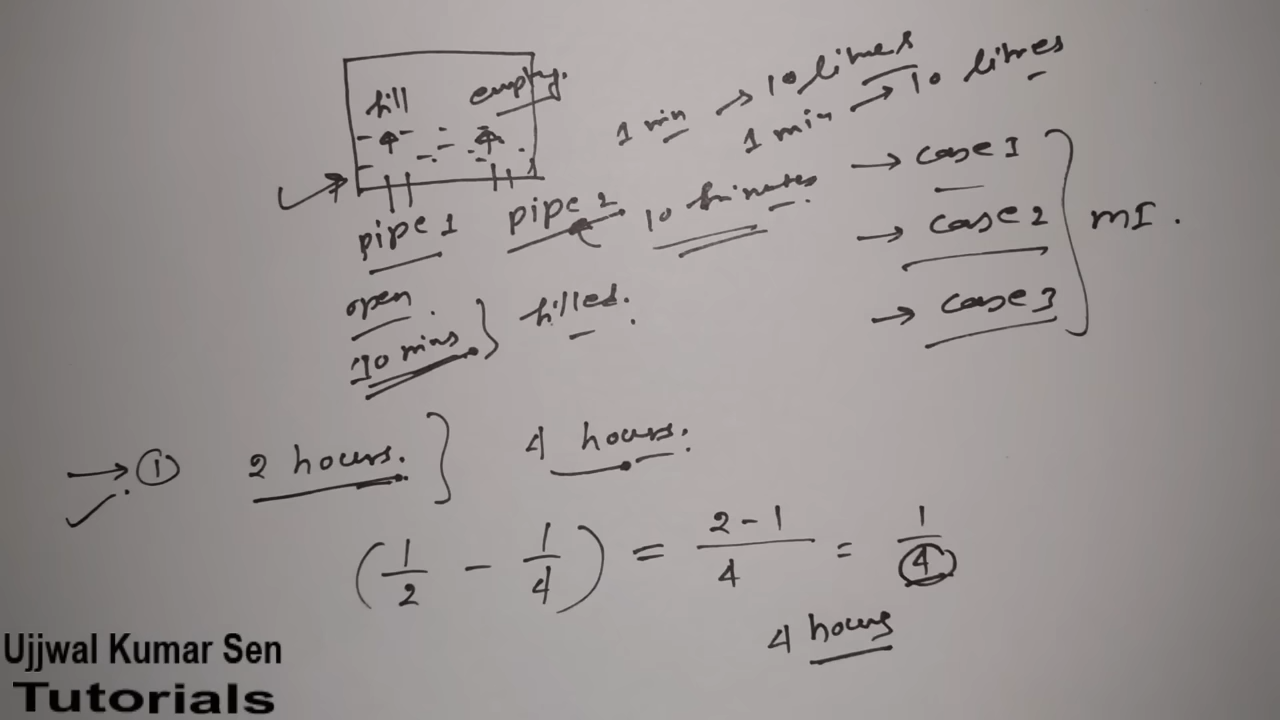 fill empty.
1 min → 10 litres
1 min → 10 litres
pipe 1 pipe 2 10 minutes
→ case 1
→ case 2
→ case 3
mI.
open.
10 mins } filled.
→ ① 2 hours. } 4 hours.
(1/2 - 1/4) = 2-1/4 = 1/4
4 hours
Ujjwal Kumar Sen
Tutorials